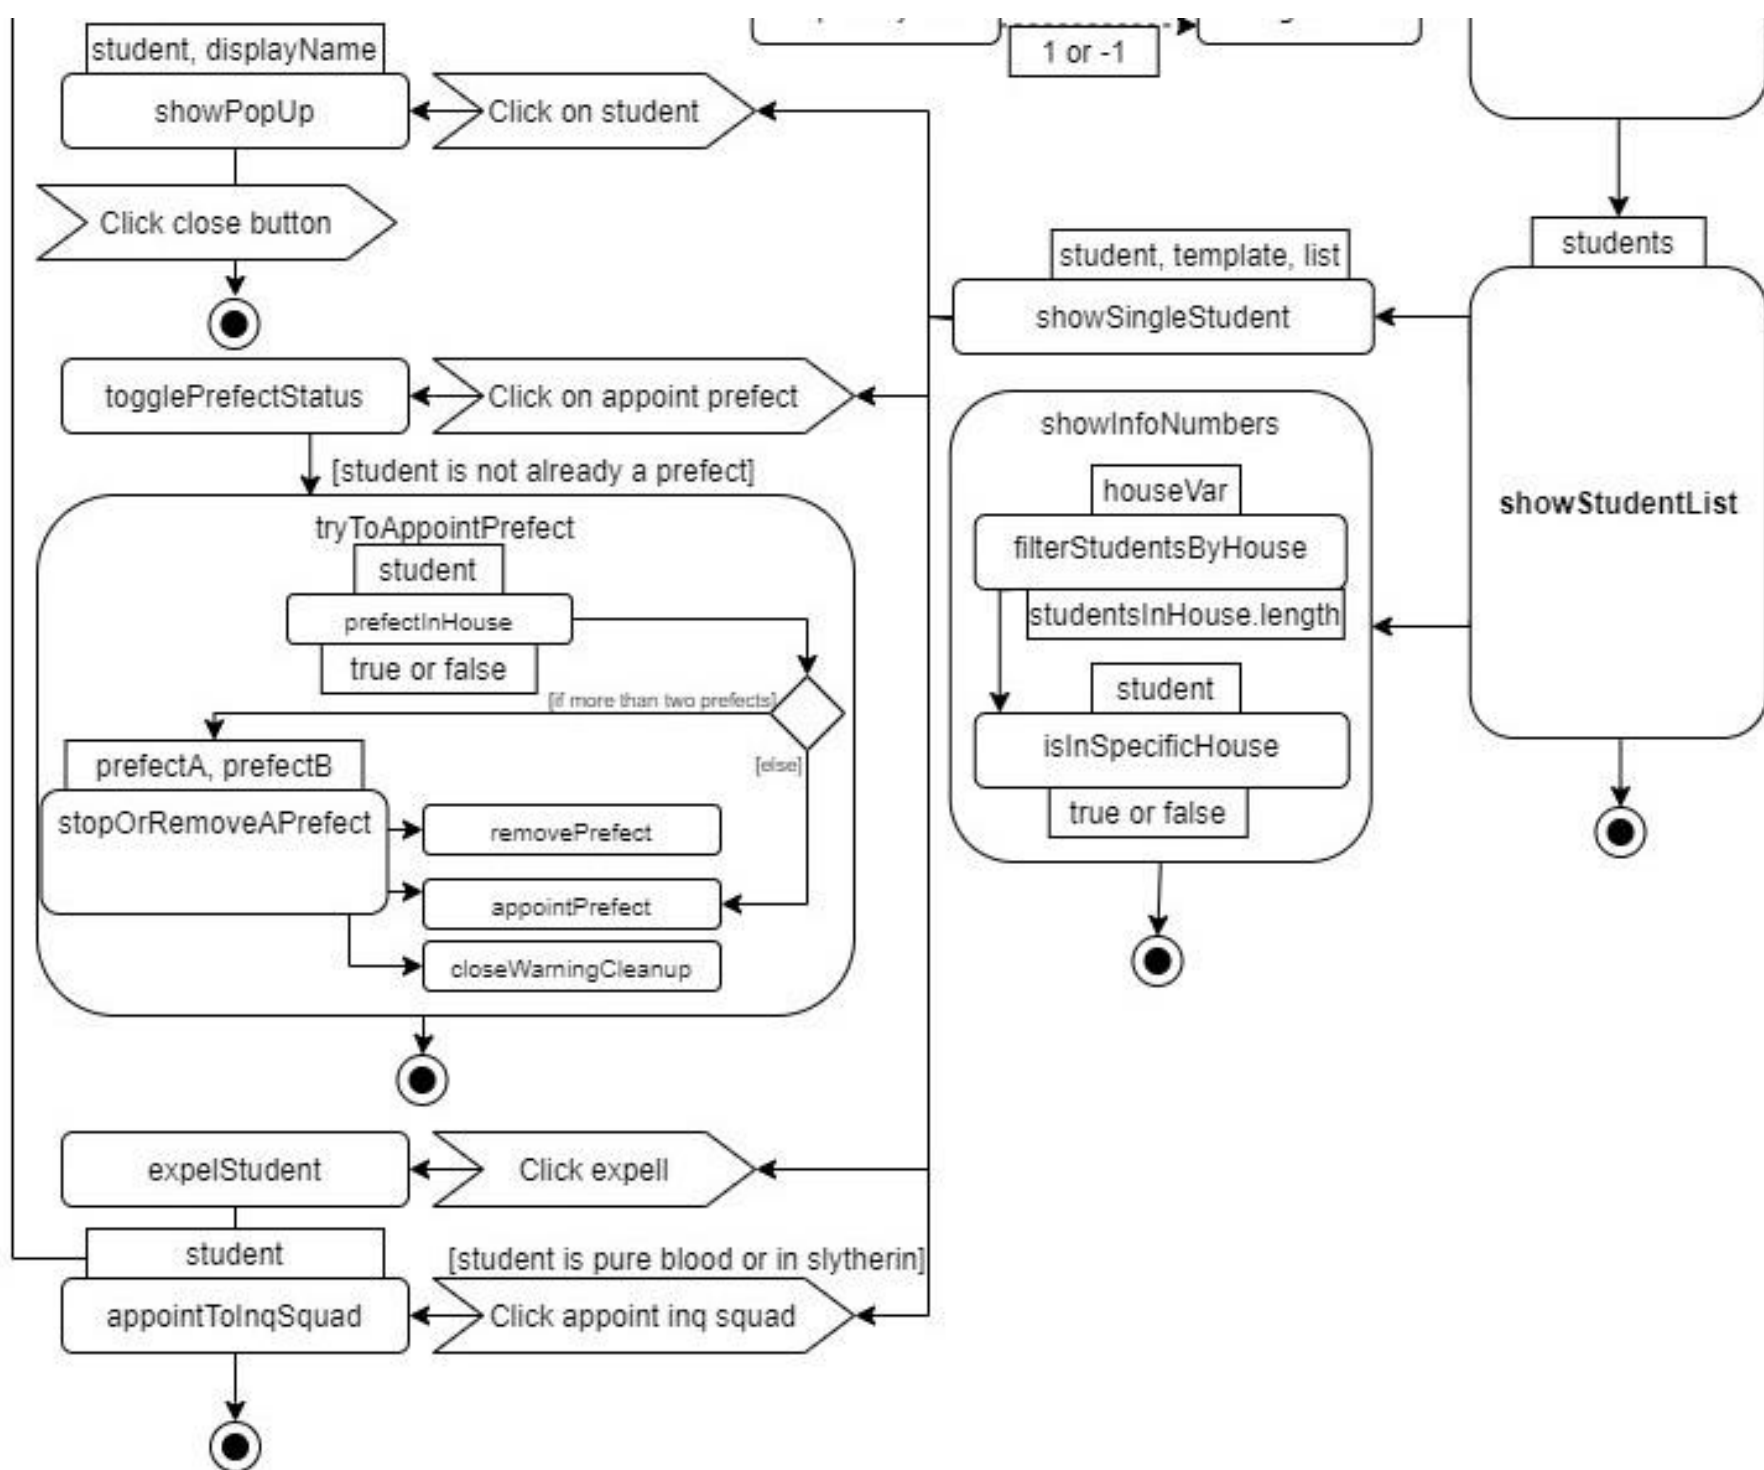 student, displayName
1 or -1
showPopUp
Click on student
Click close button
students
student, template, list
showSingleStudent
togglePrefectStatus
Click on appoint prefect
showInfoNumbers
[student is not already a prefect]
houseVar
showStudentList
tryToAppointPrefect
filterStudentsByHouse
student
prefectInHouse
studentsInHouse.length
true or false
student
[if more than two prefects]
isInSpecificHouse
prefectA, prefectB
[else]
true or false
stopOrRemoveAPrefect
removePrefect
appointPrefect
closeWarningCleanup
expelStudent
Click expell
student
[student is pure blood or in slytherin]
appointToInqSquad
Click appoint inq squad